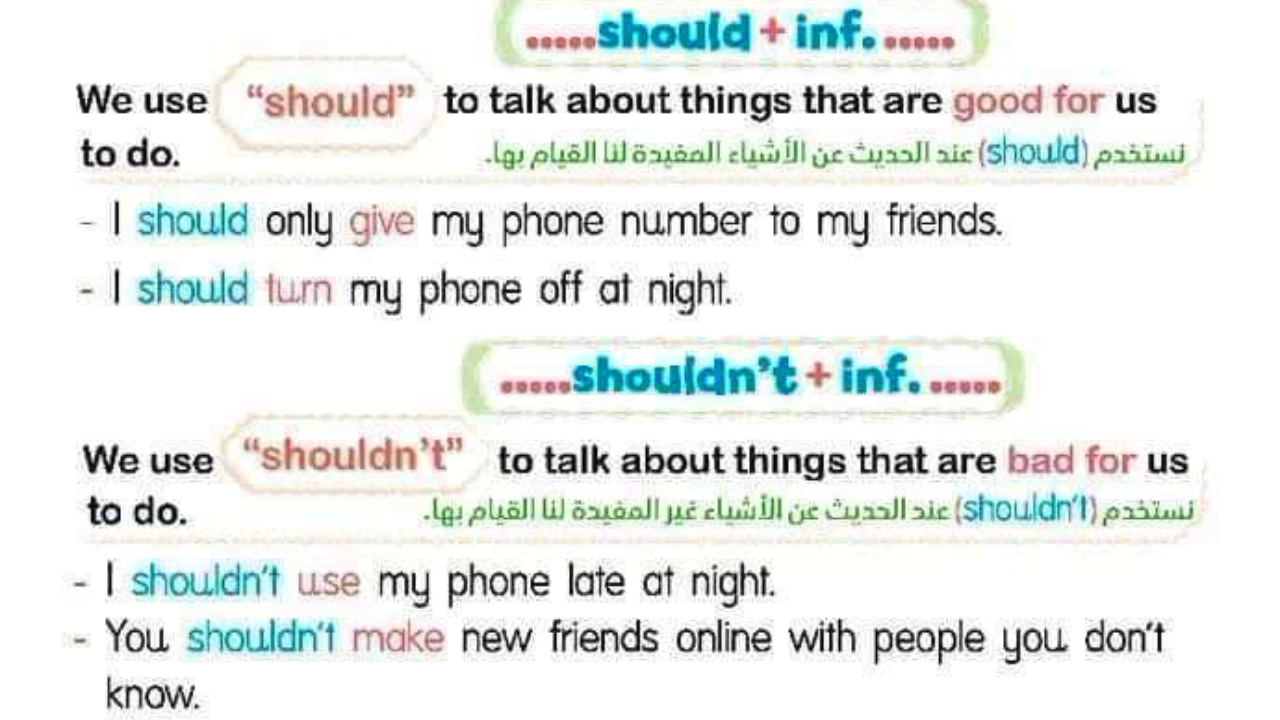 .....should + inf. .....
We use "should" to talk about things that are good for us
to do.
نستخدم (should) عند الحديث عن الأشياء المفيدة لنا القيام بها.
- I should only give my phone number to my friends.
- I should turn my phone off at night.
.....shouldn't + inf. .....
We use "shouldn't" to talk about things that are bad for us
to do.
نستخدم (shouldn't) عند الحديث عن الأشياء غير المفيدة لنا القيام بها.
- I shouldn't use my phone late at night.
- You shouldn't make new friends online with people you don't
know.